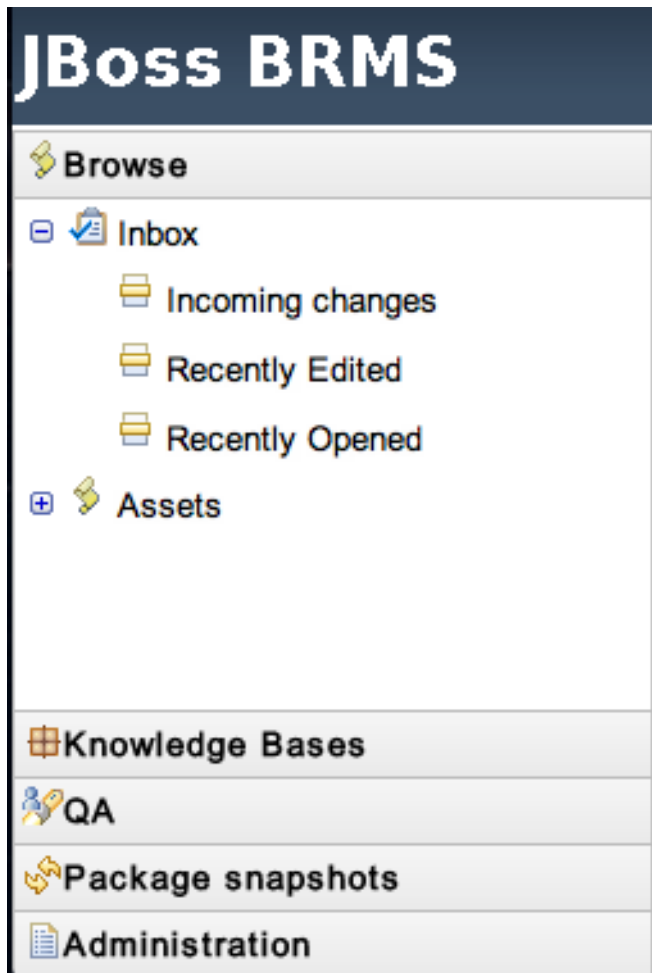 JBoss BRMS
Browse
Inbox
Incoming changes
Recently Edited
Recently Opened
Assets
Knowledge Bases
QA
Package snapshots
Administration